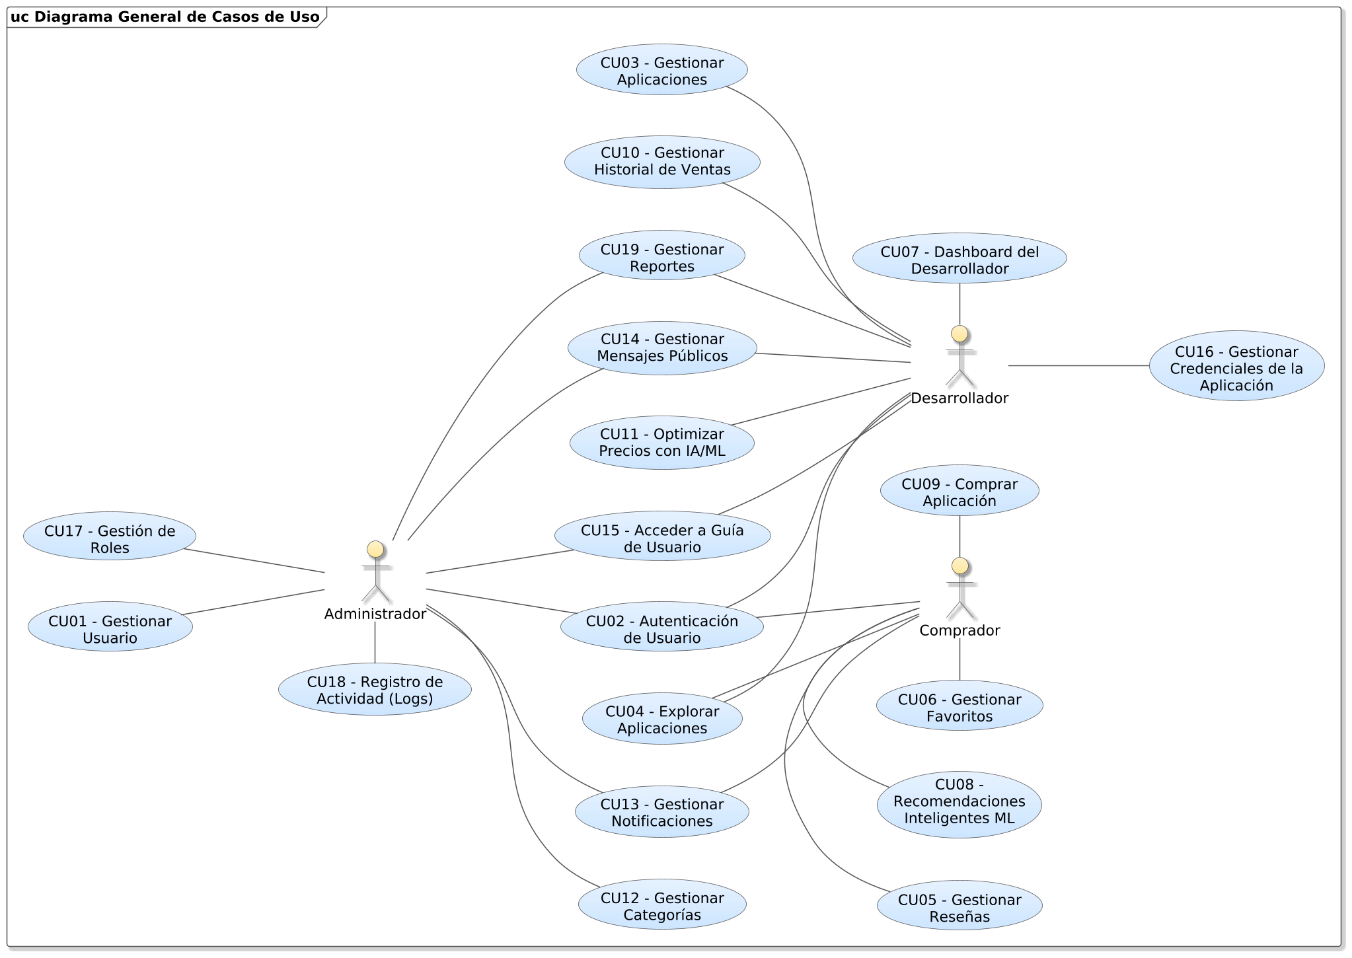 uc Diagrama General de Casos de Uso
CU03 - Gestionar
Aplicaciones
CU10 - Gestionar
Historial de Ventas
CU19 - Gestionar
Reportes
CU07 - Dashboard del
Desarrollador
CU14 - Gestionar
Mensajes Públicos
Desarrollador
CU16 - Gestionar
Credenciales de la
Aplicación
CU11 - Optimizar
Precios con IA/ML
CU09 - Comprar
Aplicación
CU17 - Gestión de
Roles
CU15 - Acceder a Guía
de Usuario
Administrador
CU01 - Gestionar
Usuario
CU02 - Autenticación
de Usuario
Comprador
CU18 - Registro de
Actividad (Logs)
CU04 - Explorar
Aplicaciones
CU06 - Gestionar
Favoritos
CU13 - Gestionar
Notificaciones
CU08 -
Recomendaciones
Inteligentes ML
CU12 - Gestionar
Categorías
CU05 - Gestionar
Reseñas